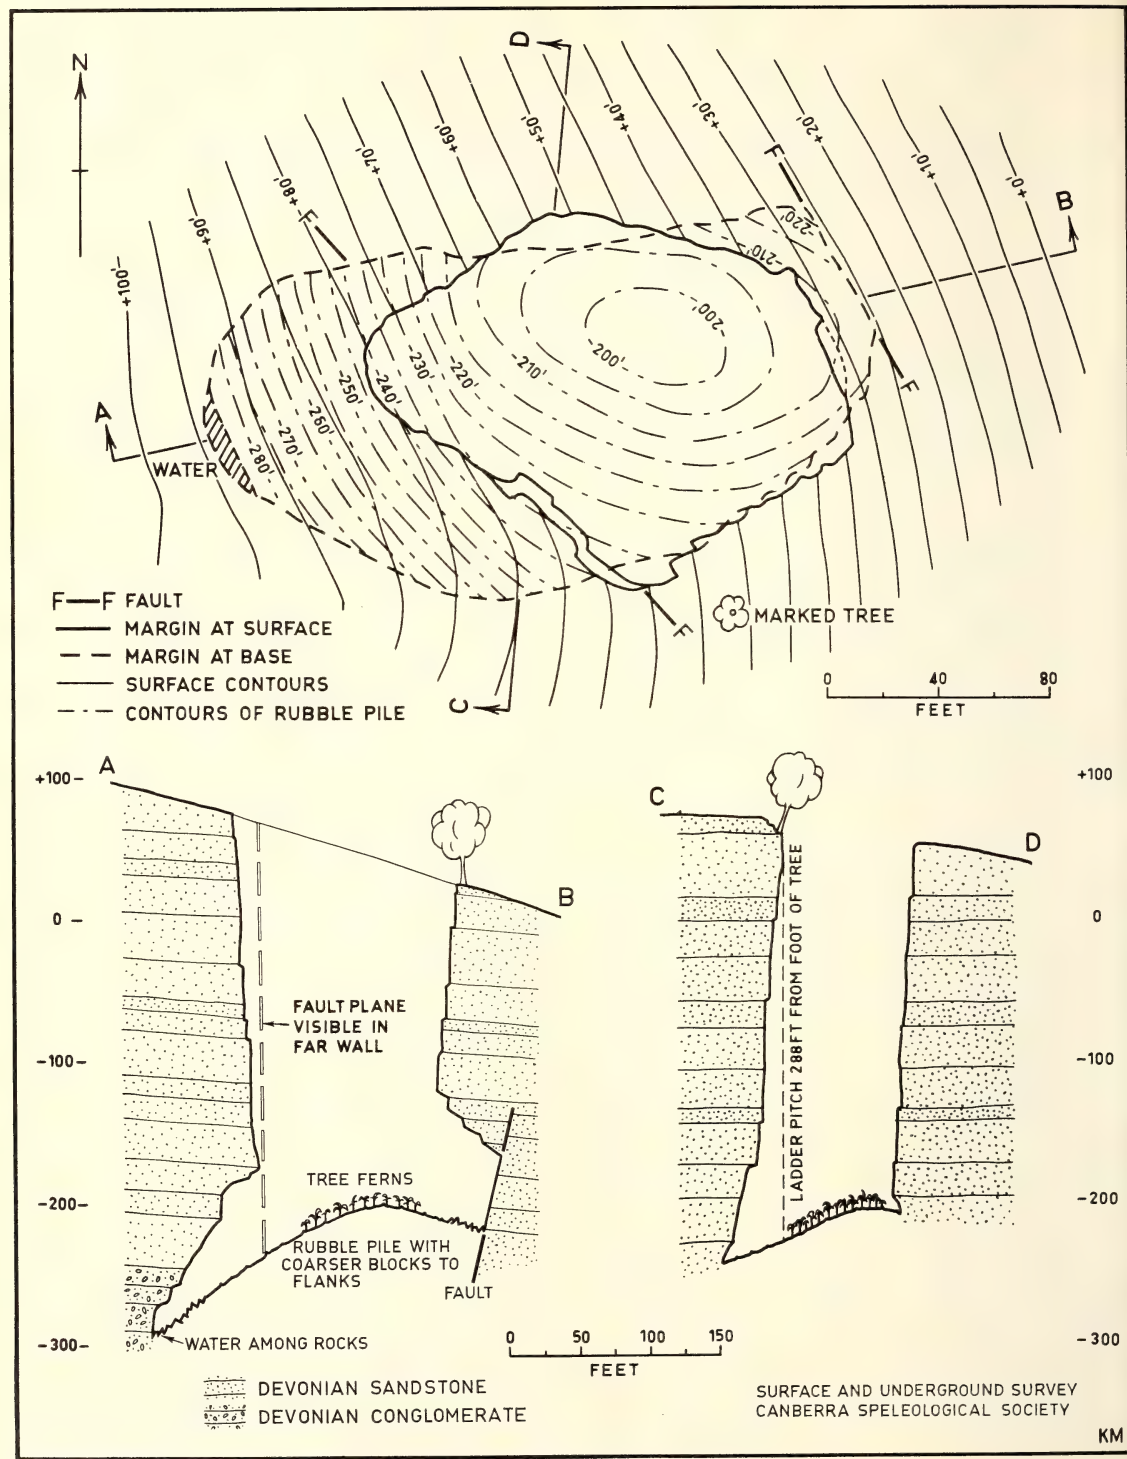 N
D
+100'
+90'
+80'
+70'
+60'
+50'
+40'
+30'
+20'
+10'
+0'
F
F
B
-220'
-210'
-200'
-200'
-210'
-220'
-230'
-240'
-250'
-260'
-270'
-280'
F
A
WATER
F
C
F—F FAULT
MARGIN AT SURFACE
MARGIN AT BASE
SURFACE CONTOURS
CONTOURS OF RUBBLE PILE
MARKED TREE
0 40 80
FEET
A
+100
0
-100
-200
-300
B
FAULT PLANE
VISIBLE IN
FAR WALL
TREE FERNS
RUBBLE PILE WITH
COARSER BLOCKS TO
FLANKS
FAULT
WATER AMONG ROCKS
C
D
LADDER PITCH 288 FT FROM FOOT OF TREE
+100
0
-100
-200
-300
0 50 100 150
FEET
DEVONIAN SANDSTONE
DEVONIAN CONGLOMERATE
SURFACE AND UNDERGROUND SURVEY
CANBERRA SPELEOLOGICAL SOCIETY
KM